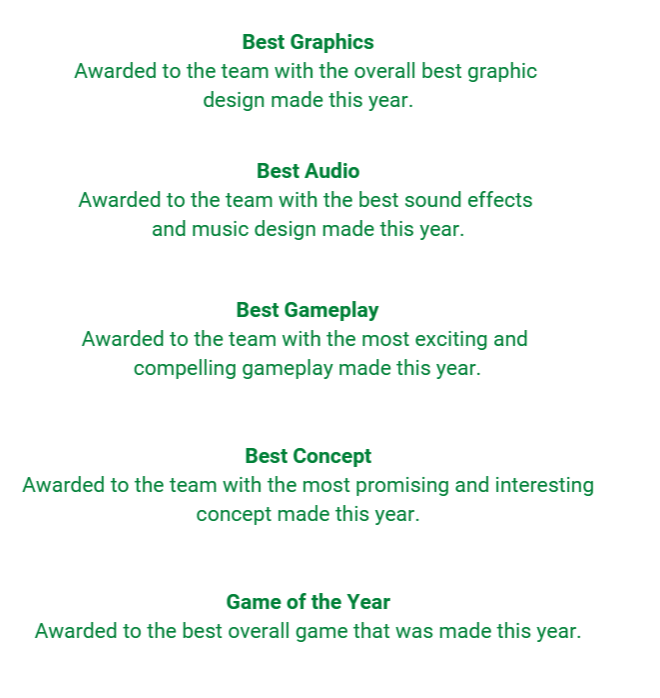 Best Graphics
Awarded to the team with the overall best graphic
design made this year.
Best Audio
Awarded to the team with the best sound effects
and music design made this year.
Best Gameplay
Awarded to the team with the most exciting and
compelling gameplay made this year.
Best Concept
Awarded to the team with the most promising and interesting
concept made this year.
Game of the Year
Awarded to the best overall game that was made this year.